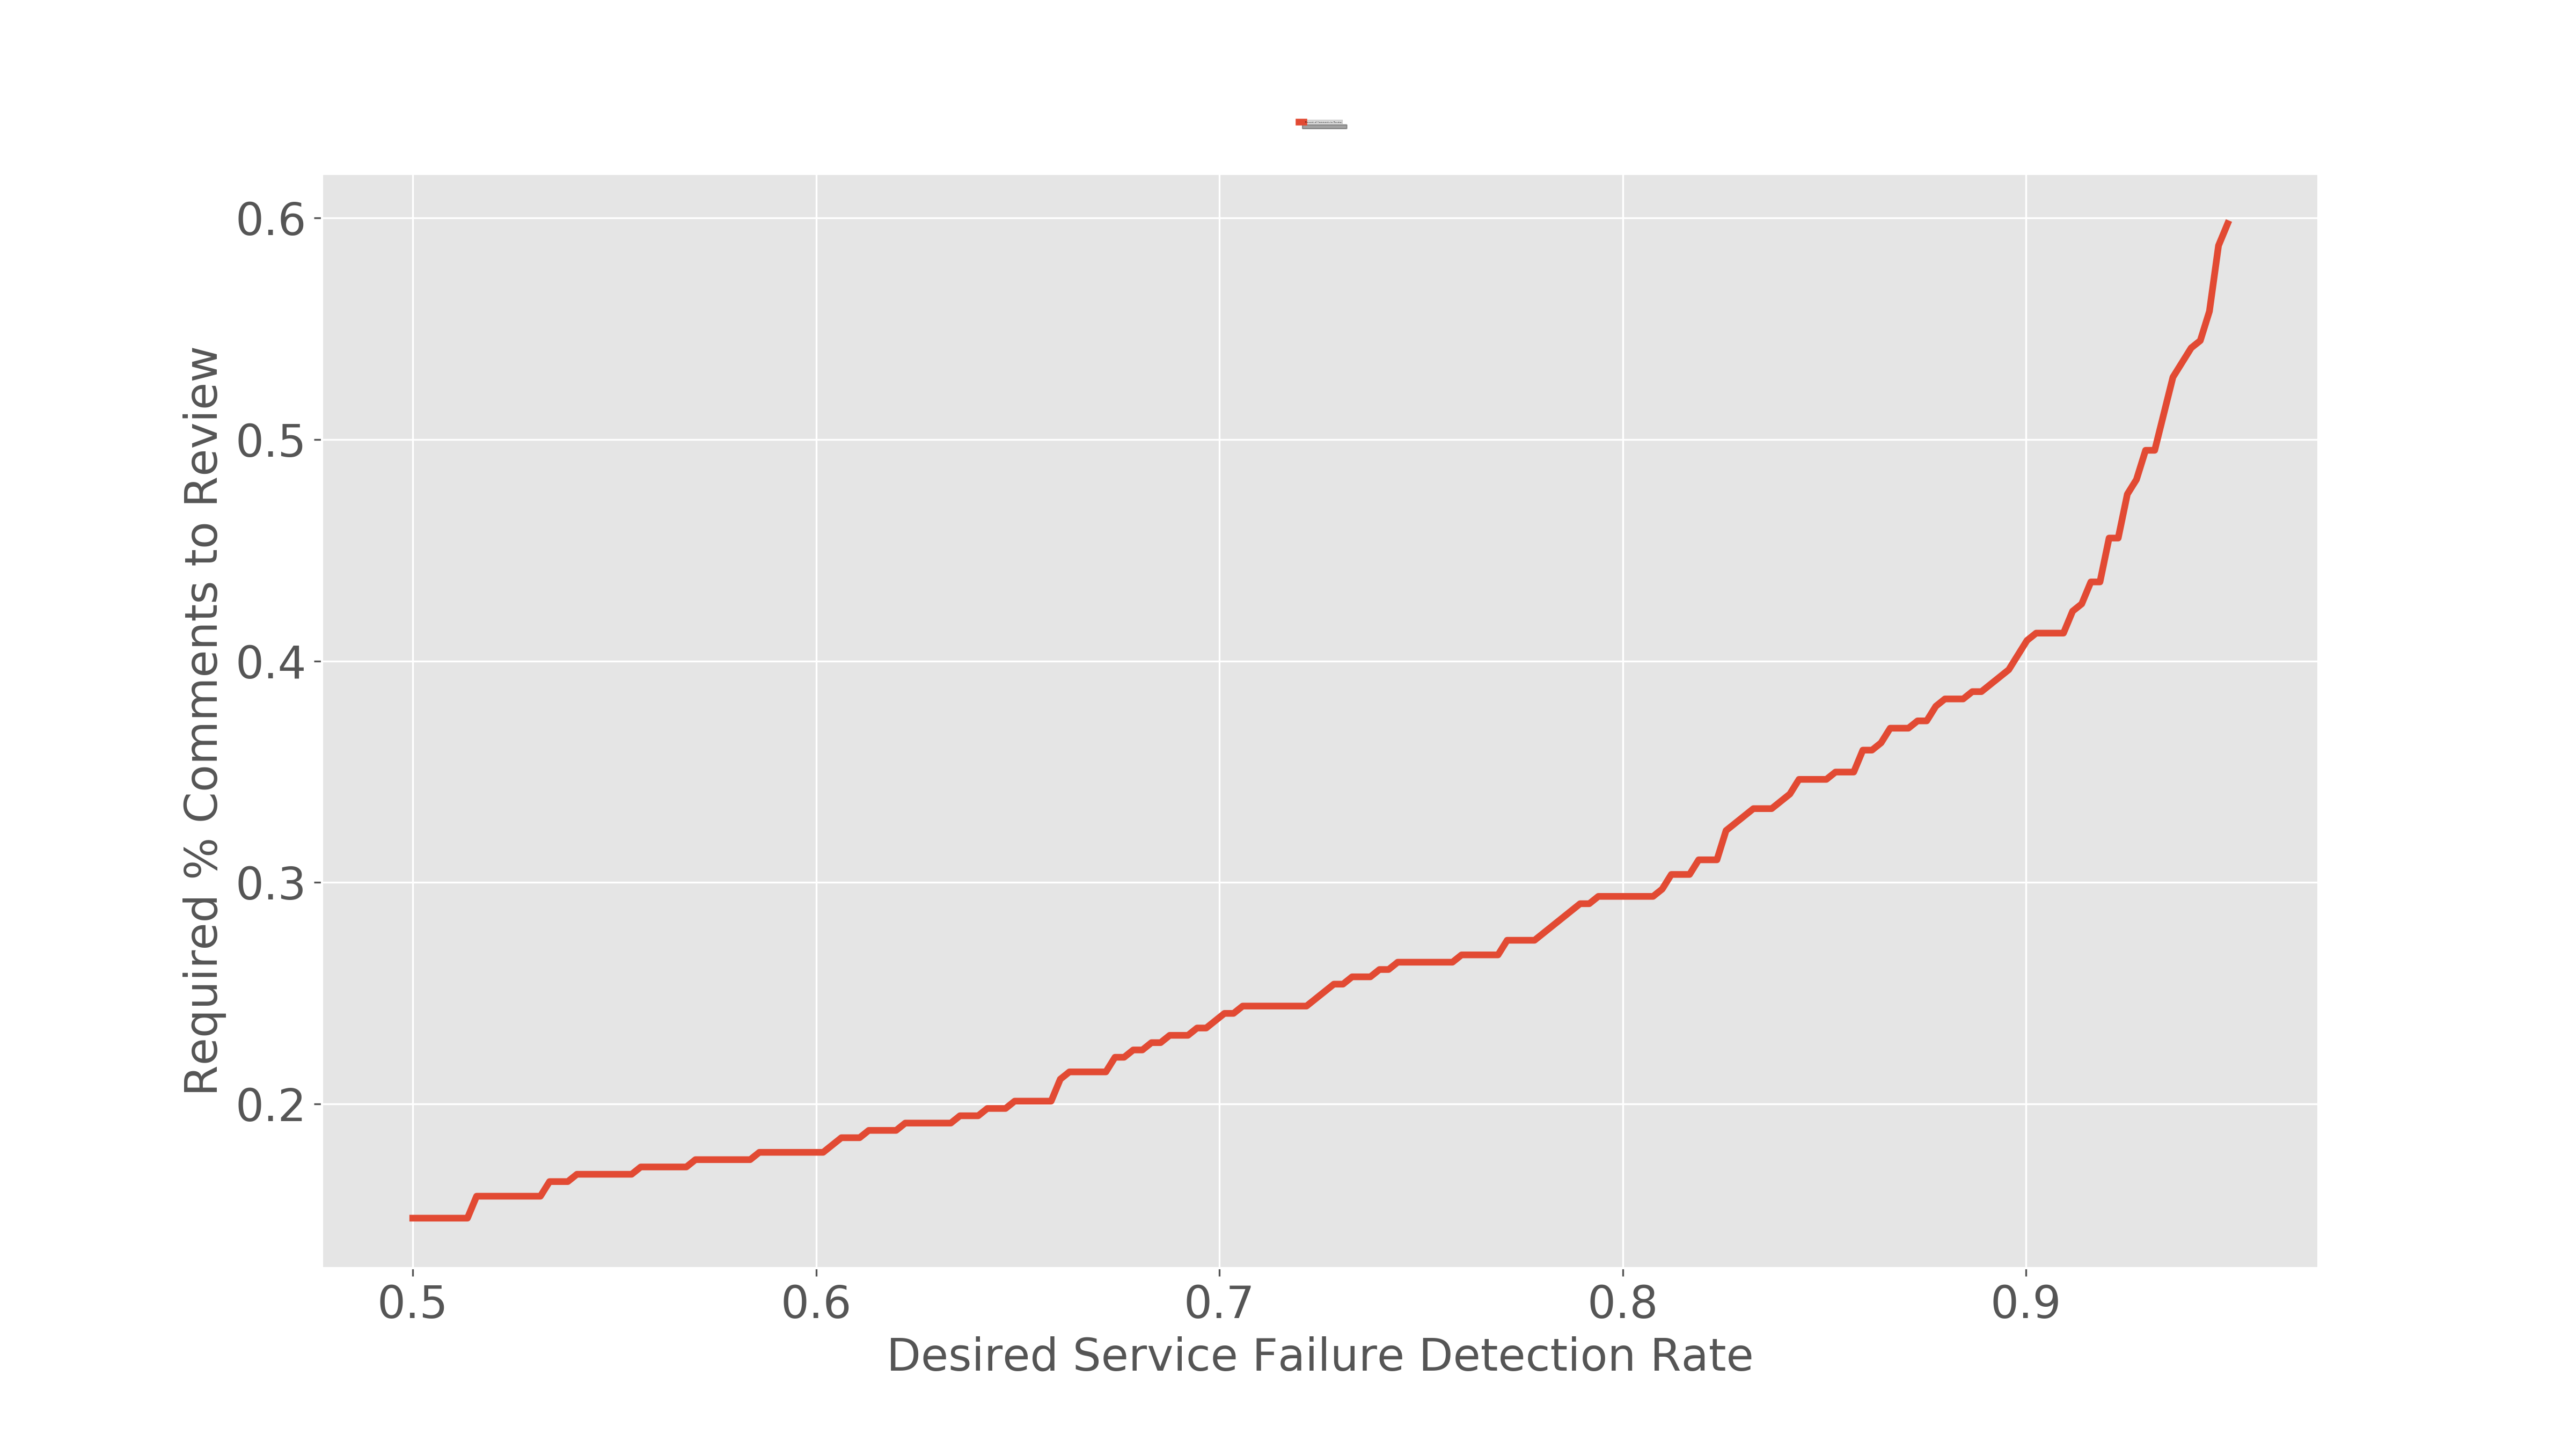 0.6
0.5
0.4
0.3
0.2
Required % Comments to Review
0.5 0.6 0.7 0.8 0.9
Desired Service Failure Detection Rate